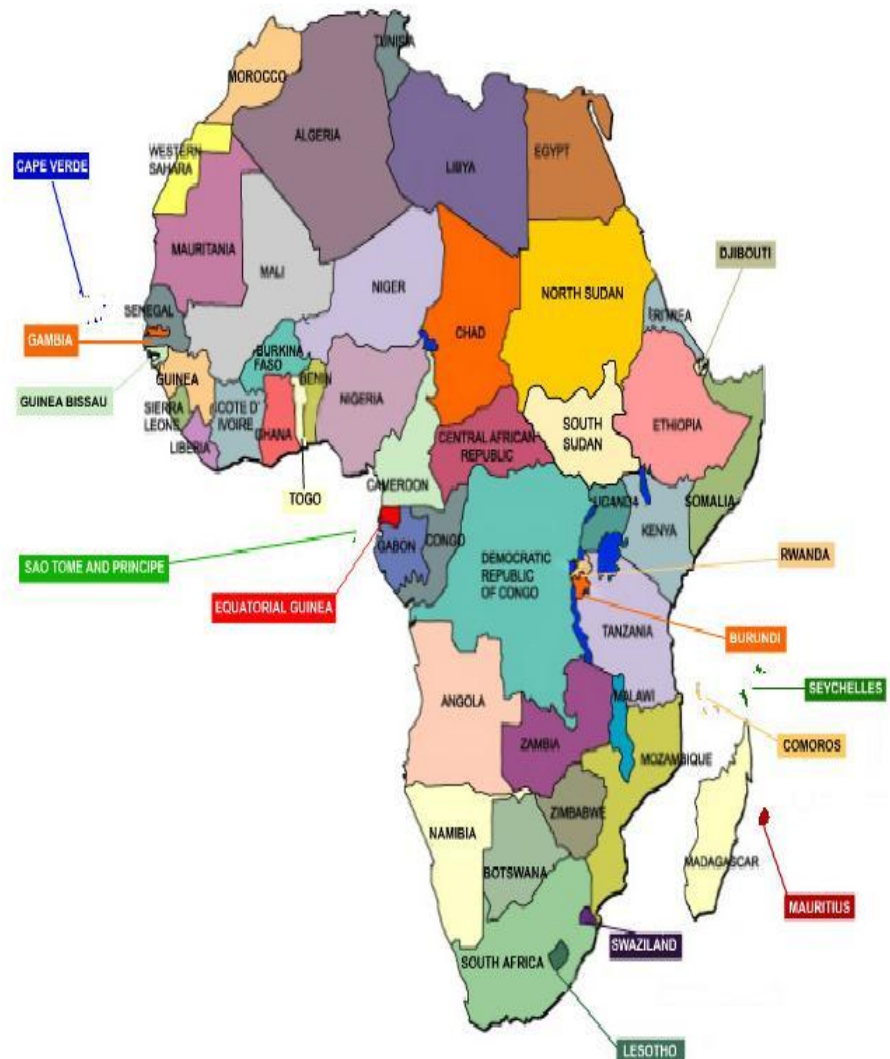 TUNISIA
MOROCCO
ALGERIA
WESTERN
SAHARA
LIBYA
EGYPT
CAPE VERDE
MAURITANIA
MALI
NIGER
CHAD
NORTH SUDAN
DJIBOUTI
ERITREA
SENEGAL
GAMBIA
BURKINA
FASO
GUINEA
BENIN
NIGERIA
GUINEA BISSAU
SIERRA
LEONE
COTE D'
IVOIRE
GHANA
LIBERIA
SOUTH
SUDAN
ETHIOPIA
CENTRAL AFRICAN
REPUBLIC
TOGO
CAMEROON
UGANDA
KENYA
SOMALIA
GABON
CONGO
DEMOCRATIC
REPUBLIC
OF CONGO
RWANDA
SAO TOME AND PRINCIPE
EQUATORIAL GUINEA
TANZANIA
BURUNDI
SEYCHELLES
ANGOLA
MALAWI
COMOROS
ZAMBIA
MOZAMBIQUE
ZIMBABWE
NAMIBIA
BOTSWANA
MADAGASCAR
MAURITIUS
SWAZILAND
SOUTH AFRICA
LESOTHO